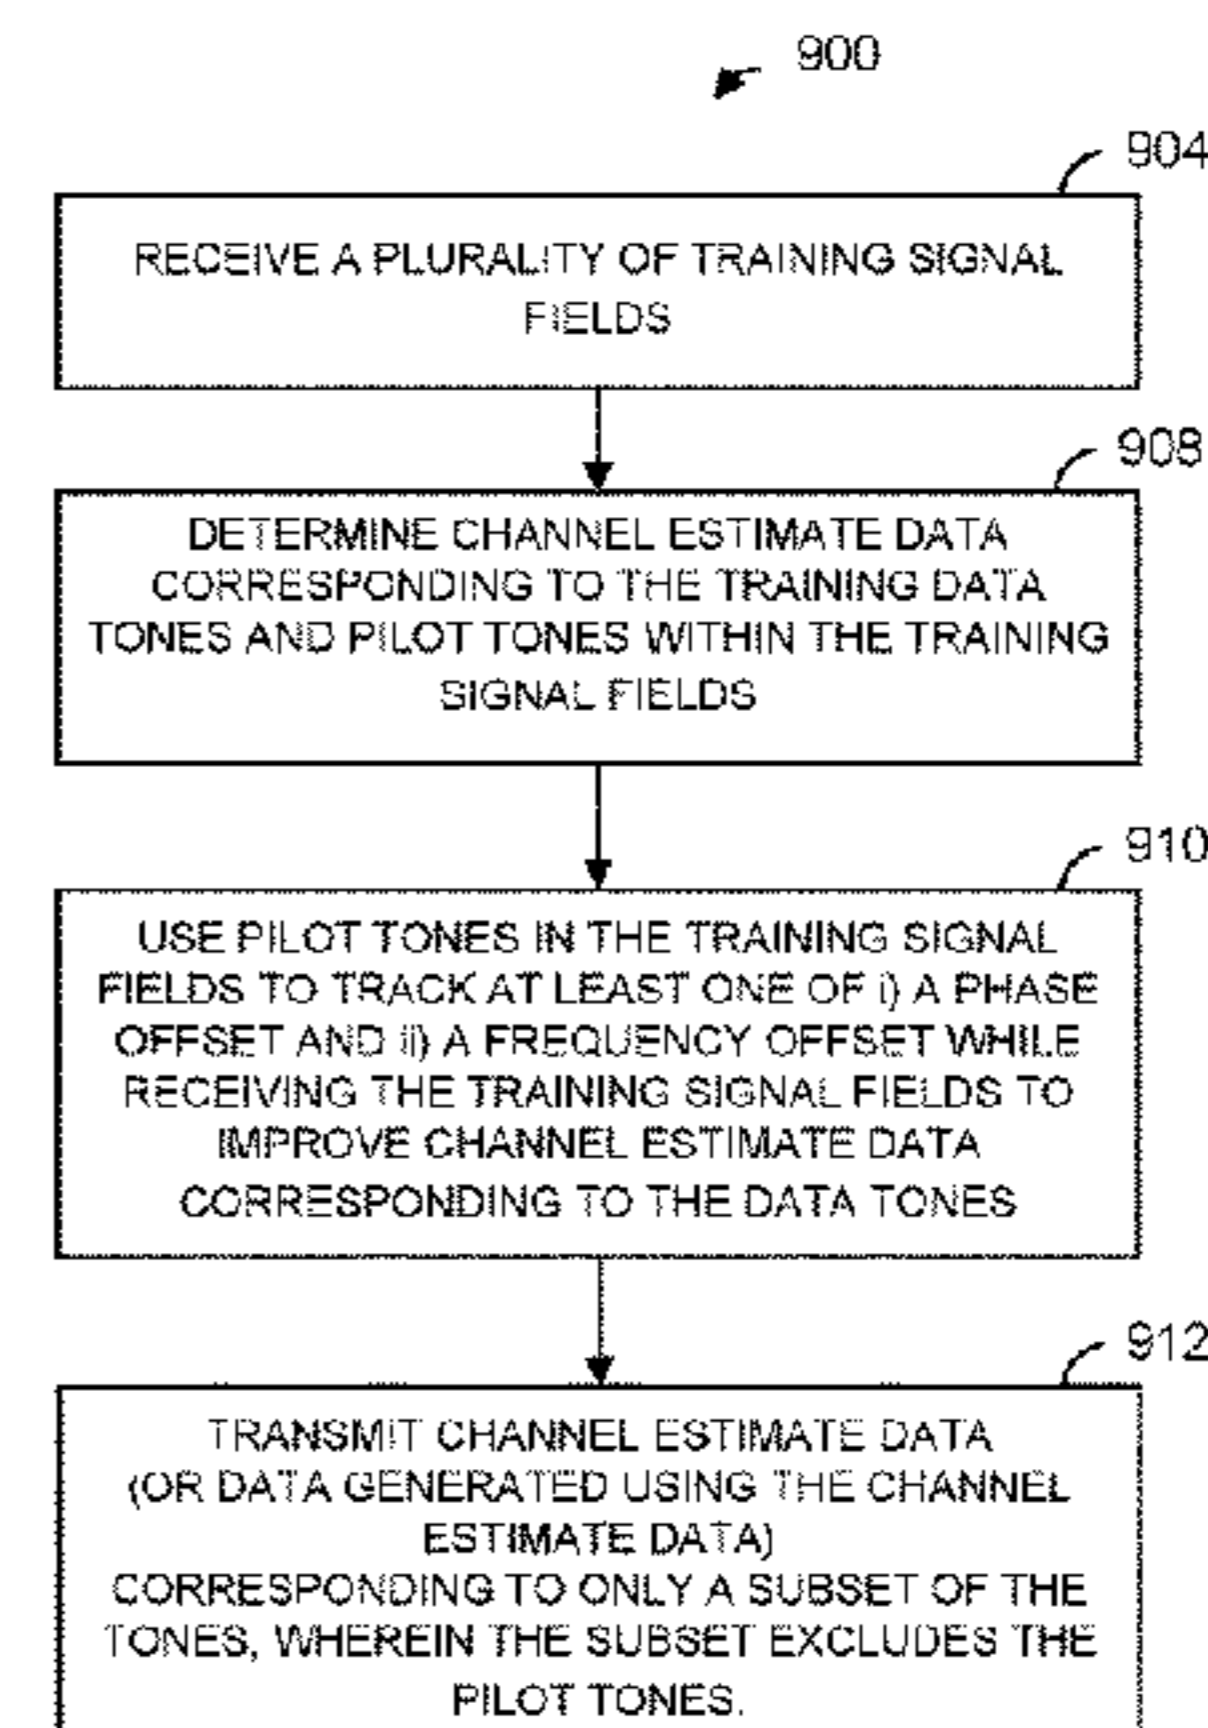 900
904
RECEIVE A PLURALITY OF TRAINING SIGNAL
FIELDS
908
DETERMINE CHANNEL ESTIMATE DATA
CORRESPONDING TO THE TRAINING DATA
TONES AND PILOT TONES WITHIN THE TRAINING
SIGNAL FIELDS
910
USE PILOT TONES IN THE TRAINING SIGNAL
FIELDS TO TRACK AT LEAST ONE OF i) A PHASE
OFFSET AND ii) A FREQUENCY OFFSET WHILE
RECEIVING THE TRAINING SIGNAL FIELDS TO
IMPROVE CHANNEL ESTIMATE DATA
CORRESPONDING TO THE DATA TONES
912
TRANSMIT CHANNEL ESTIMATE DATA
(OR DATA GENERATED USING THE CHANNEL
ESTIMATE DATA)
CORRESPONDING TO ONLY A SUBSET OF THE
TONES, WHEREIN THE SUBSET EXCLUDES THE
PILOT TONES.